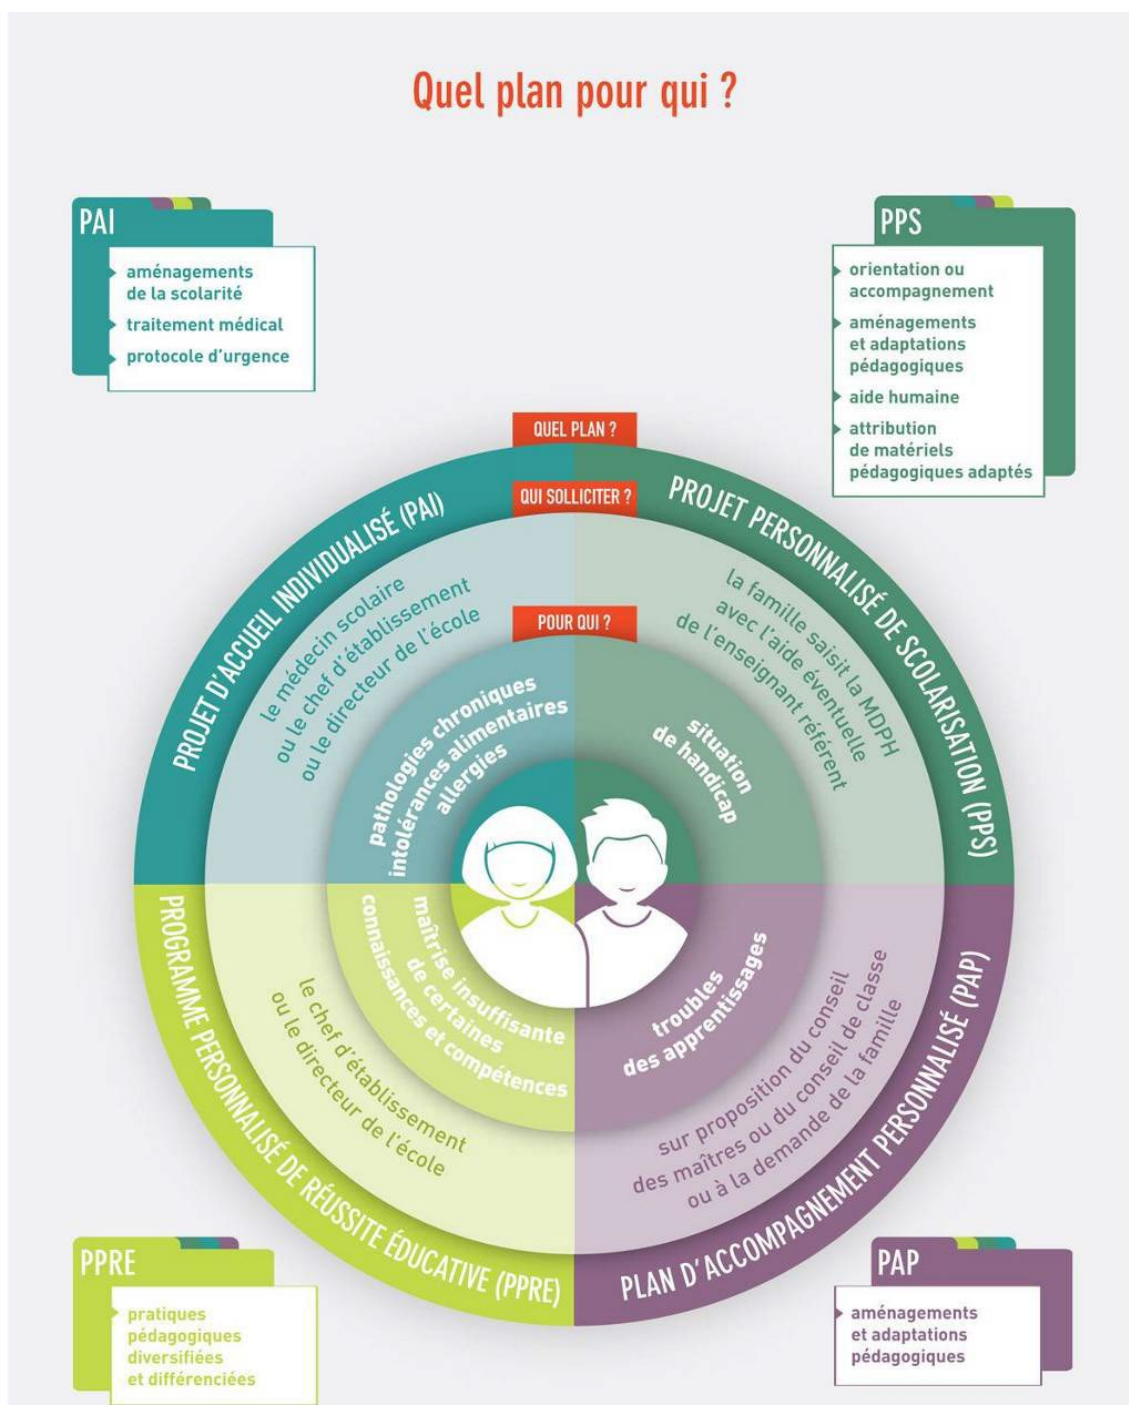 Quel plan pour qui ?
PAI
aménagements
de la scolarité
traitement médical
protocole d'urgence
PPS
orientation ou
accompagnement
aménagements
et adaptations
pédagogiques
aide humaine
attribution
de matériels
pédagogiques adaptés
QUEL PLAN ?
QUI SOLLICITER ?
POUR QUI ?
PROJET D'ACCUEIL INDIVIDUALISÉ (PAI)
le médecin scolaire
ou le chef d'établissement
ou le directeur de l'école
pathologies chroniques
intolérances alimentaires
allergies
PROJET PERSONNALISÉ DE SCOLARISATION (PPS)
la famille saisit la MDPH
avec l'aide éventuelle
de l'enseignant référent
situation
de handicap
PROGRAMME PERSONNALISÉ DE RÉUSSITE ÉDUCATIVE (PPRE)
le chef d'établissement
ou le directeur de l'école
maîtrise insuffisante
de certaines
connaissances et compétences
PLAN D'ACCOMPAGNEMENT PERSONNALISÉ (PAP)
sur proposition du conseil
des maîtres ou du conseil de classe
ou à la demande de la famille
troubles
des apprentissages
PPRE
pratiques
pédagogiques
diversifiées
et différenciées
PAP
aménagements
et adaptations
pédagogiques